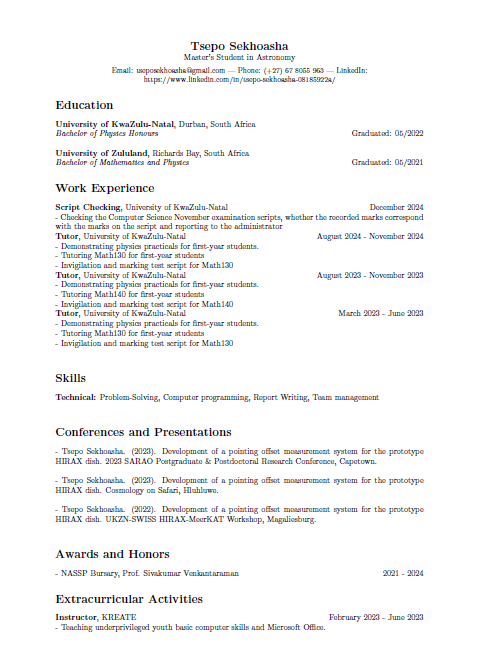 Tsepo Sekhoasha
Master's Student in Astronomy
Email: tseposekhoasha@gmail.com — Phone: (+27) 67 8055 963 — LinkedIn:
https://www.linkedin.com/in/tsepo-sekhoasha-08185922a/
Education
University of KwaZulu-Natal, Durban, South Africa
Bachelor of Physics Honours Graduated: 05/2022
University of Zululand, Richards Bay, South Africa
Bachelor of Mathematics and Physics Graduated: 05/2021
Work Experience
Script Checking, University of KwaZulu-Natal December 2024
- Checking the Computer Science November examination scripts, whether the recorded marks correspond
with the marks on the script and reporting to the administrator
Tutor, University of KwaZulu-Natal August 2024 - November 2024
- Demonstrating physics practicals for first-year students.
- Tutoring Math130 for first-year students
- Invigilation and marking test script for Math130
Tutor, University of KwaZulu-Natal August 2023 - November 2023
- Demonstrating physics practicals for first-year students.
- Tutoring Math140 for first-year students
- Invigilation and marking test script for Math140
Tutor, University of KwaZulu-Natal March 2023 - June 2023
- Demonstrating physics practicals for first-year students.
- Tutoring Math130 for first-year students
- Invigilation and marking test script for Math130
Skills
Technical: Problem-Solving, Computer programming, Report Writing, Team management
Conferences and Presentations
- Tsepo Sekhoasha. (2023). Development of a pointing offset measurement system for the prototype
HIRAX dish. 2023 SARAO Postgraduate & Postdoctoral Research Conference, Capetown.
- Tsepo Sekhoasha. (2023). Development of a pointing offset measurement system for the prototype
HIRAX dish. Cosmology on Safari, Hluhluwe.
- Tsepo Sekhoasha. (2022). Development of a pointing offset measurement system for the prototype
HIRAX dish. UKZN-SWISS HIRAX-MeerKAT Workshop, Magaliesburg.
Awards and Honors
- NASSP Bursary, Prof. Sivakumar Venkantaraman 2021 - 2024
Extracurricular Activities
Instructor, KREATE February 2023 - June 2023
- Teaching underprivileged youth basic computer skills and Microsoft Office.